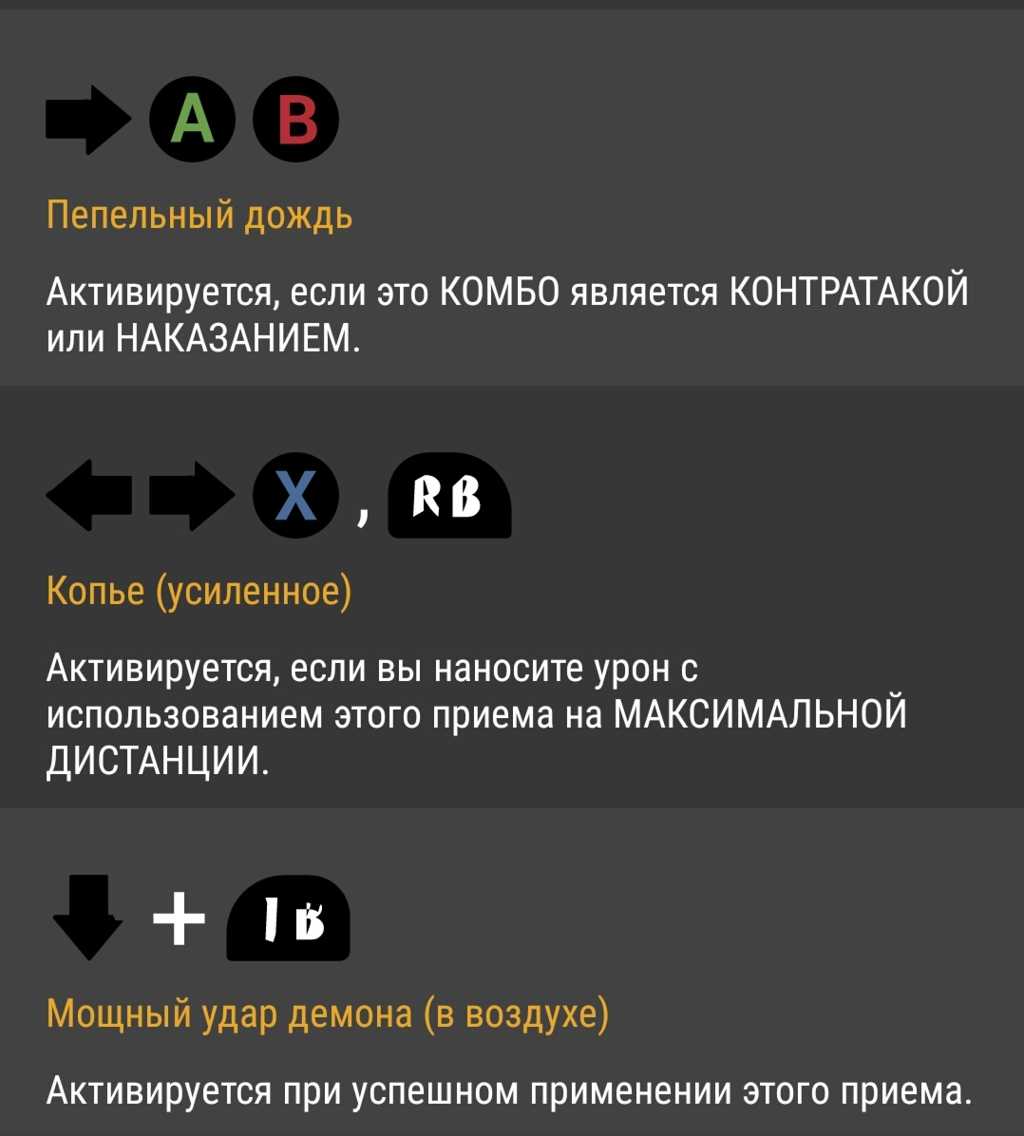 A B
Пепельный дождь
Активируется, если это КОМБО является КОНТРАТАКОЙ
или НАКАЗАНИЕМ.
X , RB
Копье (усиленное)
Активируется, если вы наносите урон с
использованием этого приема на МАКСИМАЛЬНОЙ
ДИСТАНЦИИ.
+
Мощный удар демона (в воздухе)
Активируется при успешном применении этого приема.